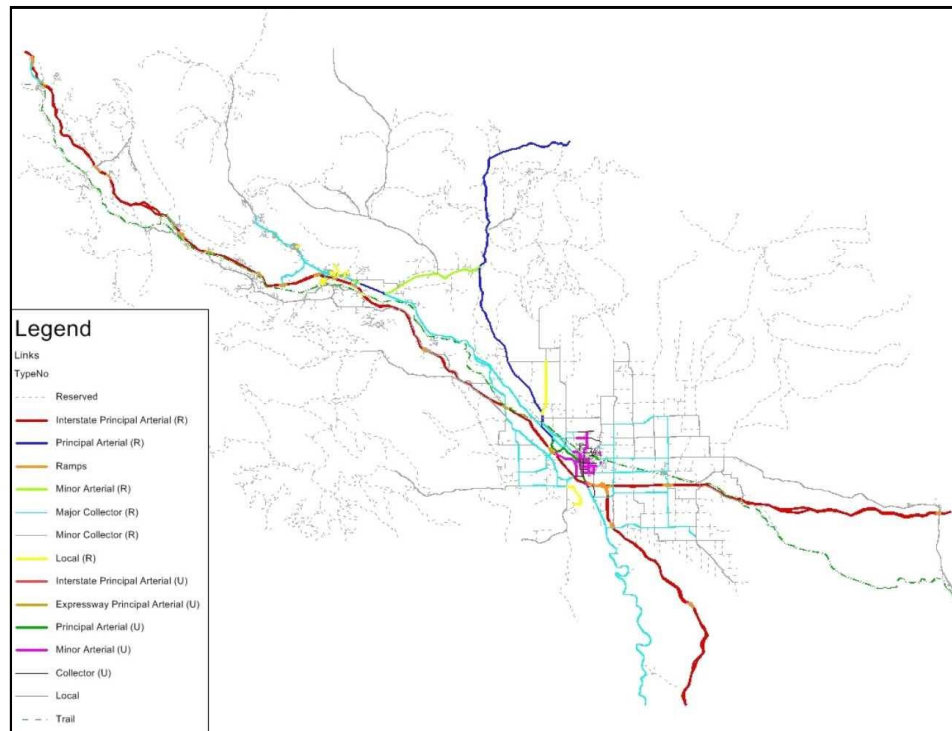 Legend
Links
TypeNo
Reserved
Interstate Principal Arterial (R)
Principal Arterial (R)
Ramps
Minor Arterial (R)
Major Collector (R)
Minor Collector (R)
Local (R)
Interstate Principal Arterial (U)
Expressway Principal Arterial (U)
Principal Arterial (U)
Minor Arterial (U)
Collector (U)
Local
Trail